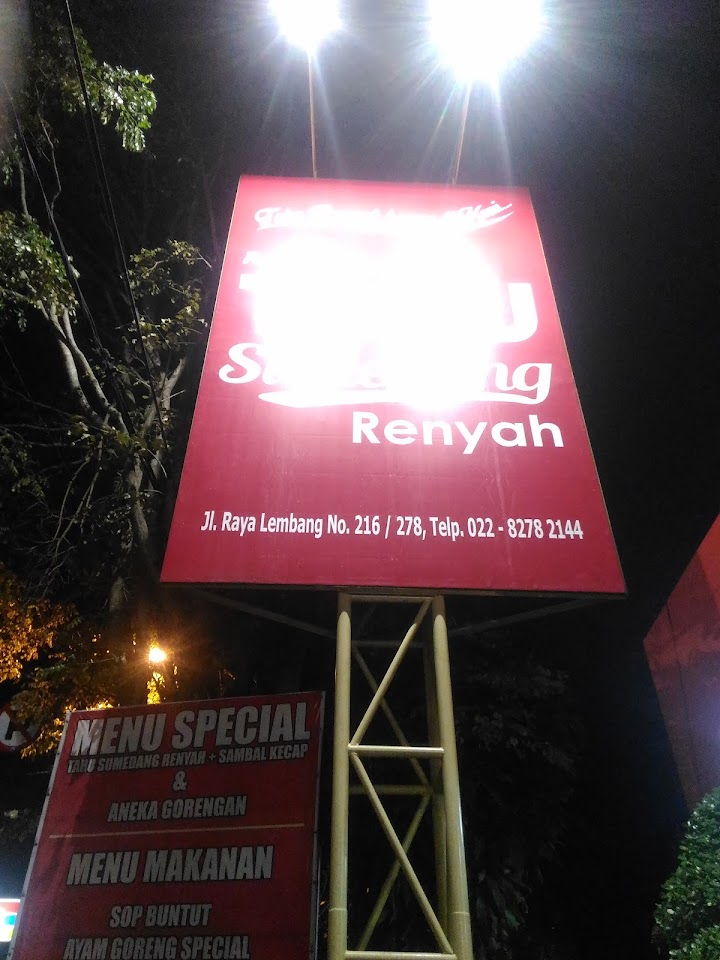 Renyah
Jl. Raya Lembang No. 216 / 278, Telp. 022 - 8278 2144
MENU SPECIAL
TAHU SUMEDANG RENYAH + SAMBAL KECAP
&
ANEKA GORENGAN
MENU MAKANAN
SOP BUNTUT
AYAM GORENG SPECIAL